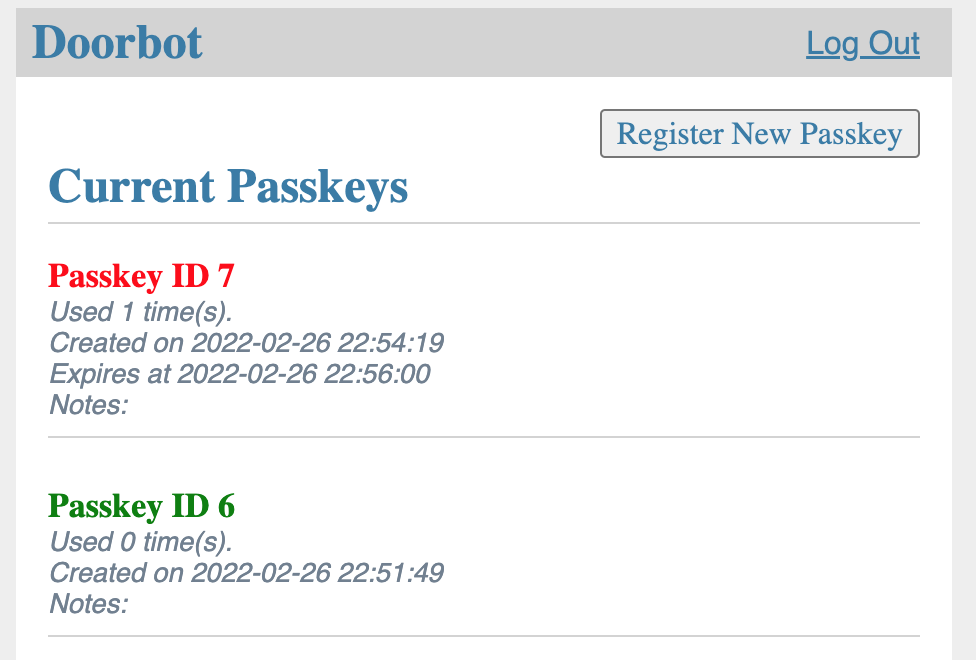 Doorbot
Log Out
Register New Passkey
Current Passkeys
Passkey ID 7
Used 1 time(s).
Created on 2022-02-26 22:54:19
Expires at 2022-02-26 22:56:00
Notes:
Passkey ID 6
Used 0 time(s).
Created on 2022-02-26 22:51:49
Notes: